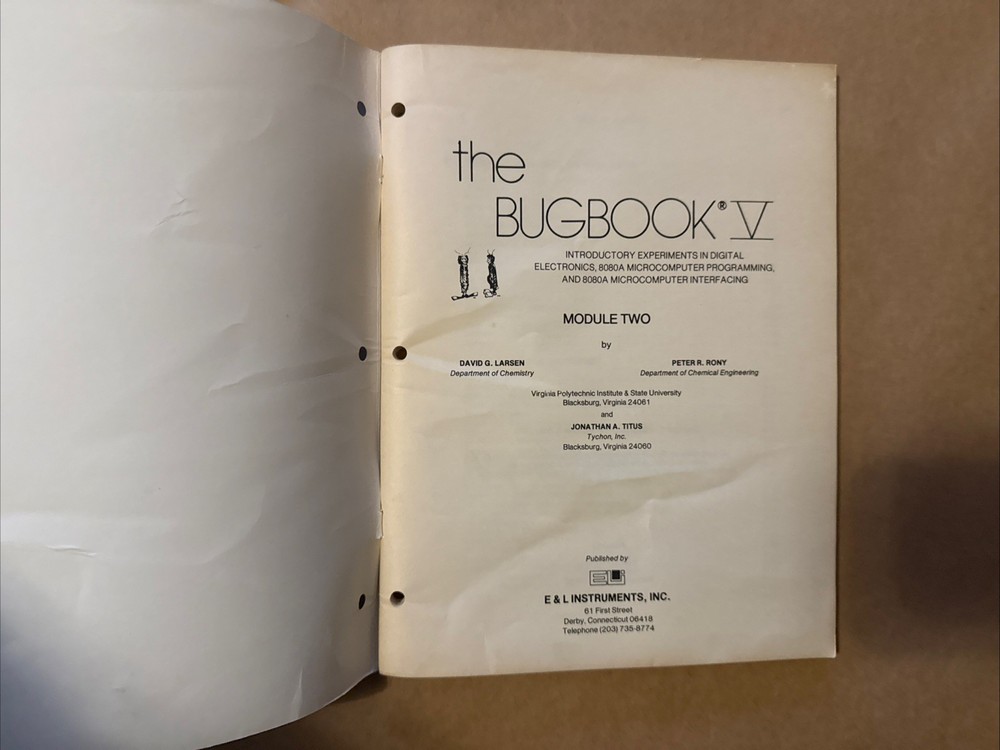 the
BUGBOOK® V
INTRODUCTORY EXPERIMENTS IN DIGITAL
ELECTRONICS, 8080A MICROCOMPUTER PROGRAMMING,
AND 8080A MICROCOMPUTER INTERFACING
MODULE TWO
by
DAVID G. LARSEN
Department of Chemistry
PETER R. RONY
Department of Chemical Engineering
Virginia Polytechnic Institute & State University
Blacksburg, Virginia 24061
and
JONATHAN A. TITUS
Tychon, Inc.
Blacksburg, Virginia 24060
Published by
E & L INSTRUMENTS, INC.
61 First Street
Derby, Connecticut 06418
Telephone (203) 735-8774